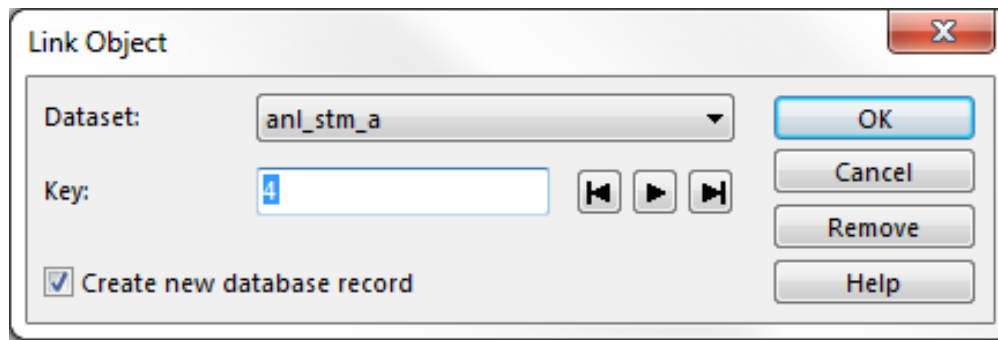 Link Object
Dataset:
anl_stm_a
OK
Key:
4
Cancel
Remove
Create new database record
Help